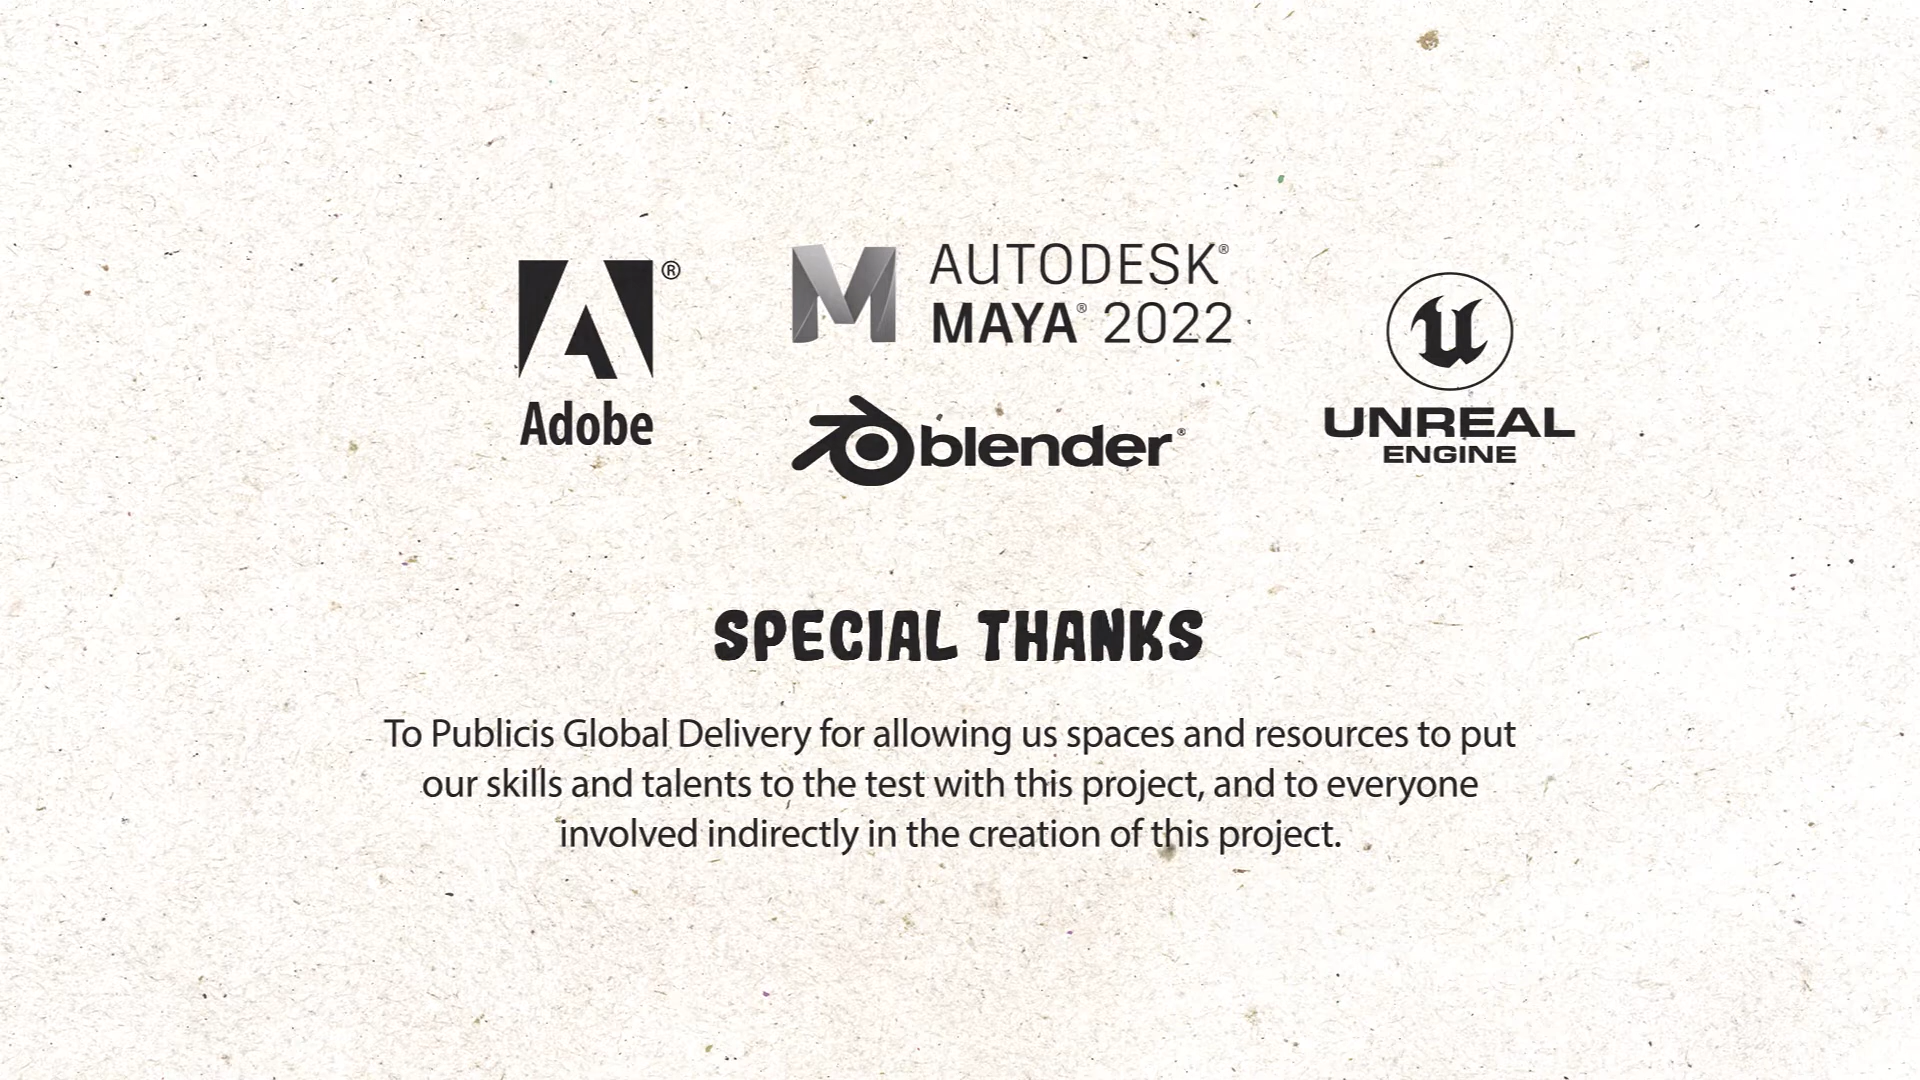 Adobe®
AUTODESK®
MAYA® 2022
blender®
UNREAL
ENGINE
SPECIAL THANKS
To Publicis Global Delivery for allowing us spaces and resources to put
our skills and talents to the test with this project, and to everyone
involved indirectly in the creation of this project.